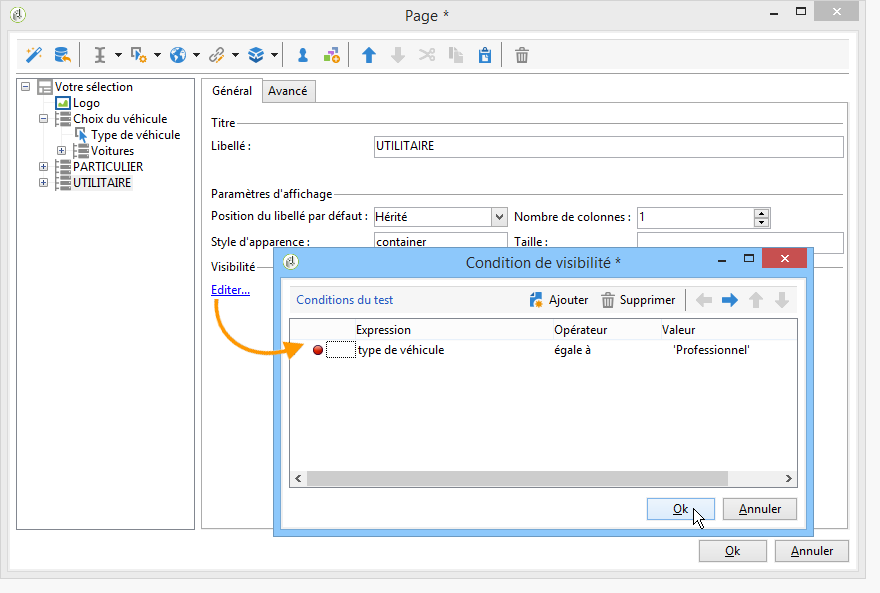 Page *
Votre sélection
Logo
Choix du véhicule
Type de véhicule
Voitures
PARTICULIER
UTILITAIRE
Général Avancé
Titre
Libellé : UTILITAIRE
Paramètres d'affichage
Position du libellé par défaut : Hérité Nombre de colonnes : 1
Style d'apparence : container Taille :
Visibilité
Editer...
Condition de visibilité *
Conditions du test Ajouter Supprimer
Expression Opérateur Valeur
type de véhicule égale à 'Professionnel'
Ok Annuler
Ok Annuler